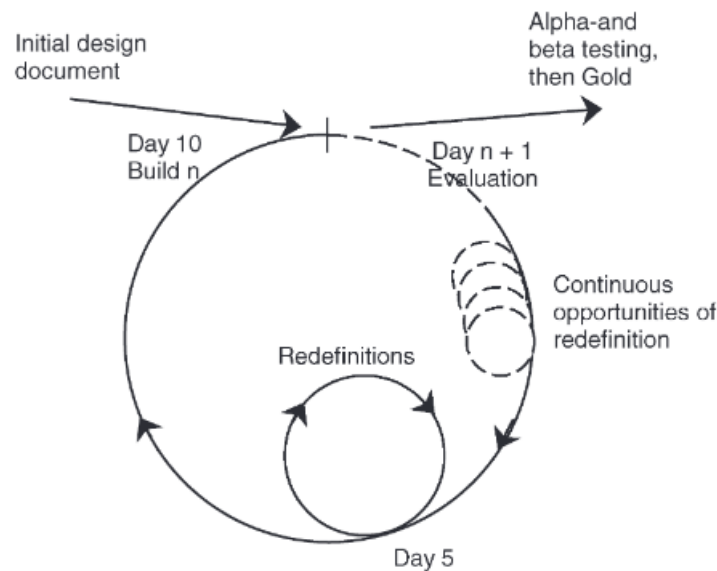 Initial design
document
Alpha-and
beta testing,
then Gold
Day 10
Build n
Day n + 1
Evaluation
Continuous
opportunities of
redefinition
Redefinitions
Day 5